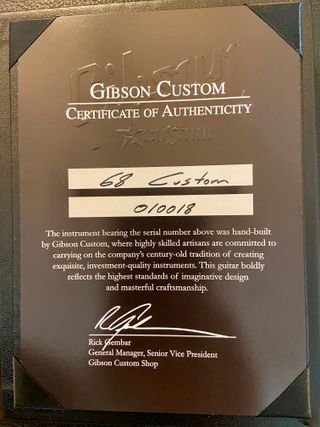 Gibson
GIBSON CUSTOM
CERTIFICATE OF AUTHENTICITY
CUSTOM
68 Custom
010018
The instrument bearing the serial number above was hand-built
by Gibson Custom, where highly skilled artisans are committed to
carrying on the company's century-old tradition of creating
exquisite, investment-quality instruments. This guitar boldly
reflects the highest standards of imaginative design
and masterful craftsmanship.
Rick Gembar
General Manager, Senior Vice President
Gibson Custom Shop